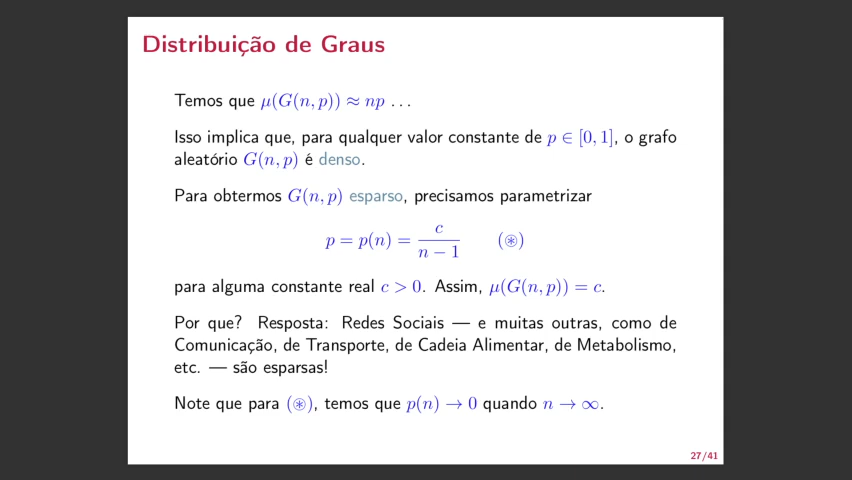 Distribuição de Graus
Temos que μ(G(n, p)) ≈ np ...
Isso implica que, para qualquer valor constante de p ∈ [0, 1], o grafo
aleatório G(n, p) é denso.
Para obtermos G(n, p) esparso, precisamos parametrizar
p = p(n) = c / (n − 1) (⊛)
para alguma constante real c > 0. Assim, μ(G(n, p)) = c.
Por que? Resposta: Redes Sociais — e muitas outras, como de
Comunicação, de Transporte, de Cadeia Alimentar, de Metabolismo,
etc. — são esparsas!
Note que para (⊛), temos que p(n) → 0 quando n → ∞.
27/41